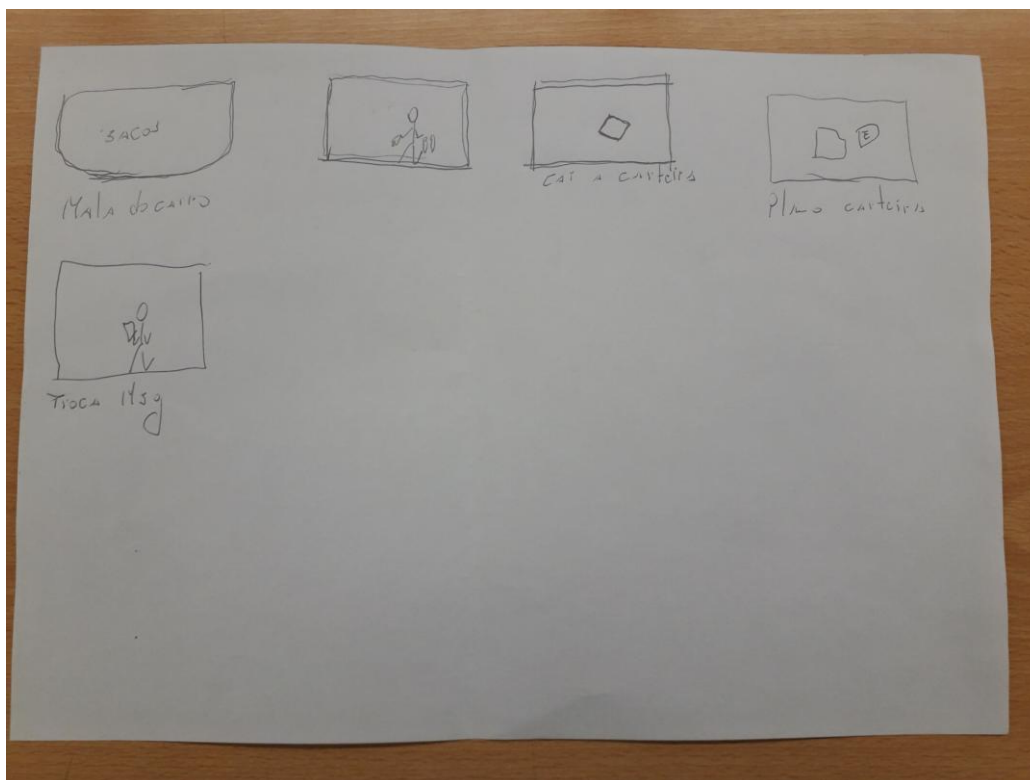 SACOS
Mala do carro
Cai a carteira
E
Plano carteira
Troca Msg